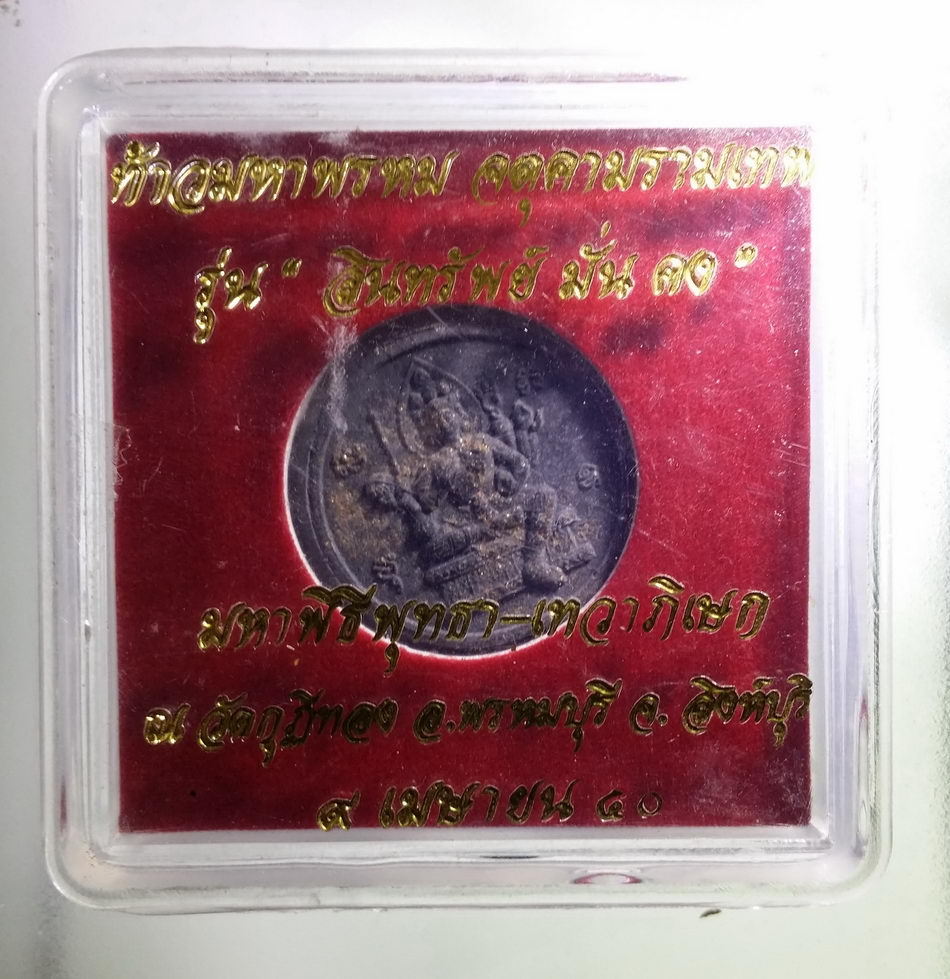 ท้าวมหาพรหม จตุคามรามเทพ
รุ่น " สินทรัพย์ มั่น คง "
มหาพิธีพุทธา-เทวาภิเษก
ณ วัดกุฎีทอง อ.พรหมบุรี จ. สิงห์บุรี
๙ เมษายน ๕๐